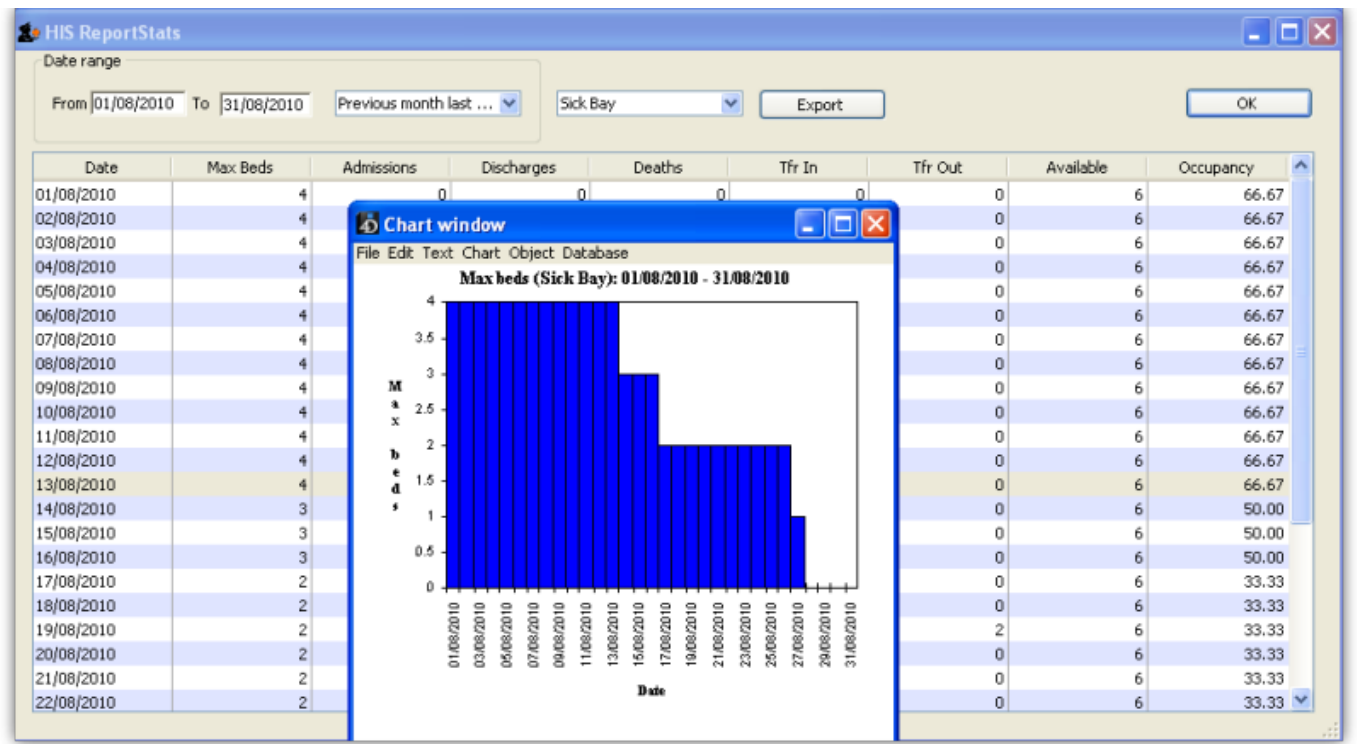 HIS ReportStats
Date range
From 01/08/2010 To 31/08/2010 Previous month last ... Sick Bay Export OK
Date Max Beds Admissions Discharges Deaths Tfr In Tfr Out Available Occupancy
01/08/2010 4 0 0 0 0 0 6 66.67
02/08/2010 4 0 6 66.67
03/08/2010 4 0 6 66.67
04/08/2010 4 0 6 66.67
05/08/2010 4 0 6 66.67
06/08/2010 4 0 6 66.67
07/08/2010 4 0 6 66.67
08/08/2010 4 0 6 66.67
09/08/2010 4 0 6 66.67
10/08/2010 4 0 6 66.67
11/08/2010 4 0 6 66.67
12/08/2010 4 0 6 66.67
13/08/2010 4 0 6 66.67
14/08/2010 3 0 6 50.00
15/08/2010 3 0 6 50.00
16/08/2010 3 0 6 50.00
17/08/2010 2 0 6 33.33
18/08/2010 2 0 6 33.33
19/08/2010 2 2 6 33.33
20/08/2010 2 0 6 33.33
21/08/2010 2 0 6 33.33
22/08/2010 2 0 6 33.33
Chart window
File Edit Text Chart Object Database
Max beds (Sick Bay): 01/08/2010 - 31/08/2010
4
3.5
3
2.5
2
1.5
1
0.5
0
Max beds
01/08/2010 03/08/2010 05/08/2010 07/08/2010 09/08/2010 11/08/2010 13/08/2010 15/08/2010 17/08/2010 19/08/2010 21/08/2010 23/08/2010 25/08/2010 27/08/2010 29/08/2010 31/08/2010
Date